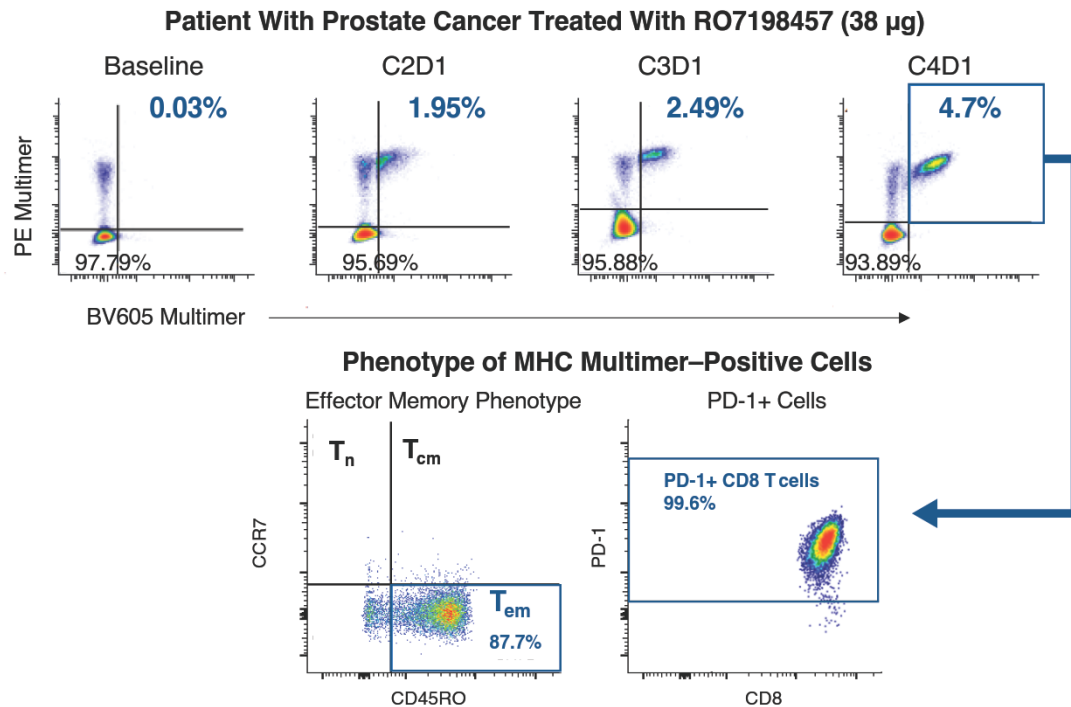 Patient With Prostate Cancer Treated With RO7198457 (38 µg)
Baseline
C2D1
C3D1
C4D1
0.03%
1.95%
2.49%
4.7%
PE Multimer
97.79%
95.69%
95.88%
93.89%
BV605 Multimer
Phenotype of MHC Multimer–Positive Cells
Effector Memory Phenotype
PD-1+ Cells
Tn
Tcm
PD-1+ CD8 T cells
99.6%
CCR7
PD-1
Tem
87.7%
CD45RO
CD8